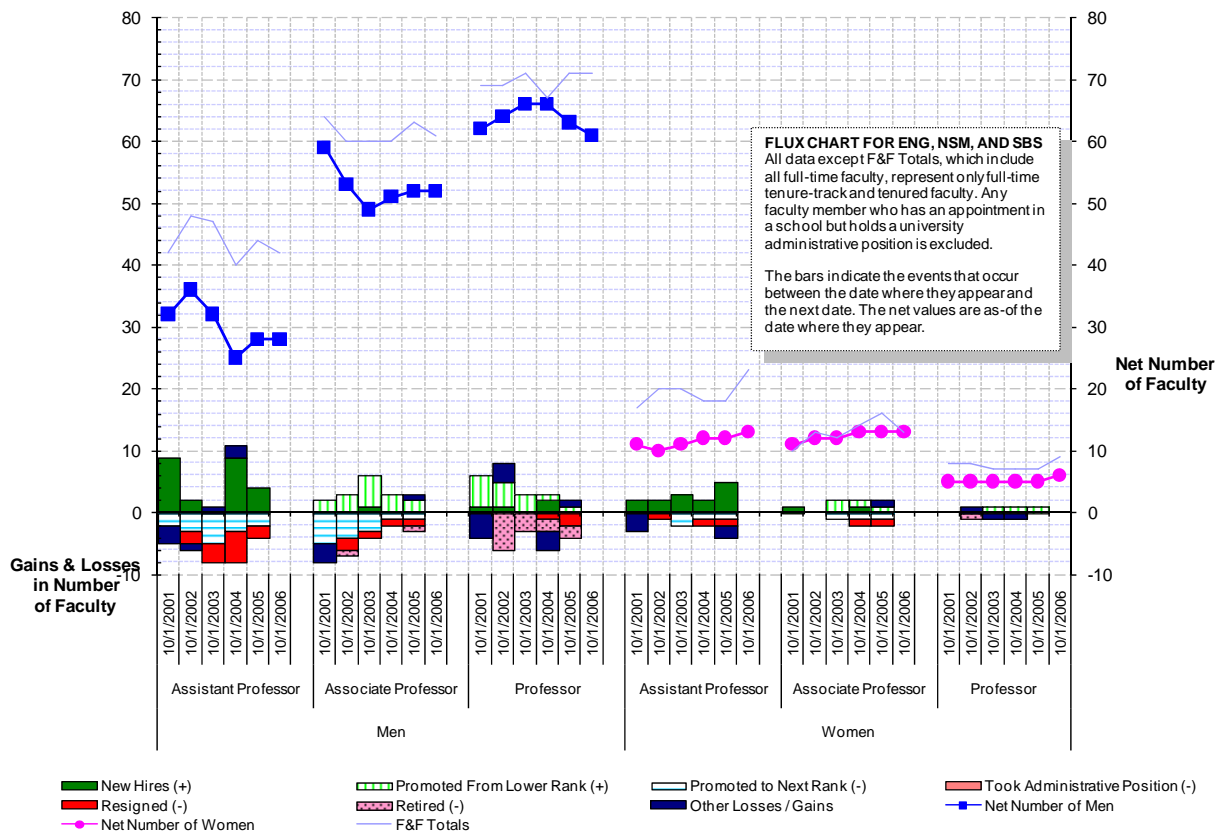 80
70
60
50
40
30
20
10
0
-10
80
70
60
50
40
30
20
10
0
-10
Gains & Losses
in Number
of Faculty
Net Number
of Faculty
FLUX CHART FOR ENG, NSM, AND SBS
All data except F&F Totals, which include
all full-time faculty, represent only full-time
tenure-track and tenured faculty. Any
faculty member who has an appointment in
a school but holds a university
administrative position is excluded.
The bars indicate the events that occur
between the date where they appear and
the next date. The net values are as-of the
date where they appear.
10/1/2001
10/1/2002
10/1/2003
10/1/2004
10/1/2005
10/1/2006
10/1/2001
10/1/2002
10/1/2003
10/1/2004
10/1/2005
10/1/2006
10/1/2001
10/1/2002
10/1/2003
10/1/2004
10/1/2005
10/1/2006
10/1/2001
10/1/2002
10/1/2003
10/1/2004
10/1/2005
10/1/2006
10/1/2001
10/1/2002
10/1/2003
10/1/2004
10/1/2005
10/1/2006
10/1/2001
10/1/2002
10/1/2003
10/1/2004
10/1/2005
10/1/2006
Assistant Professor Associate Professor Professor Assistant Professor Associate Professor Professor
Men Women
New Hires (+) Promoted From Lower Rank (+) Promoted to Next Rank (-) Took Administrative Position (-)
Resigned (-) Retired (-) Other Losses / Gains Net Number of Men
Net Number of Women F&F Totals